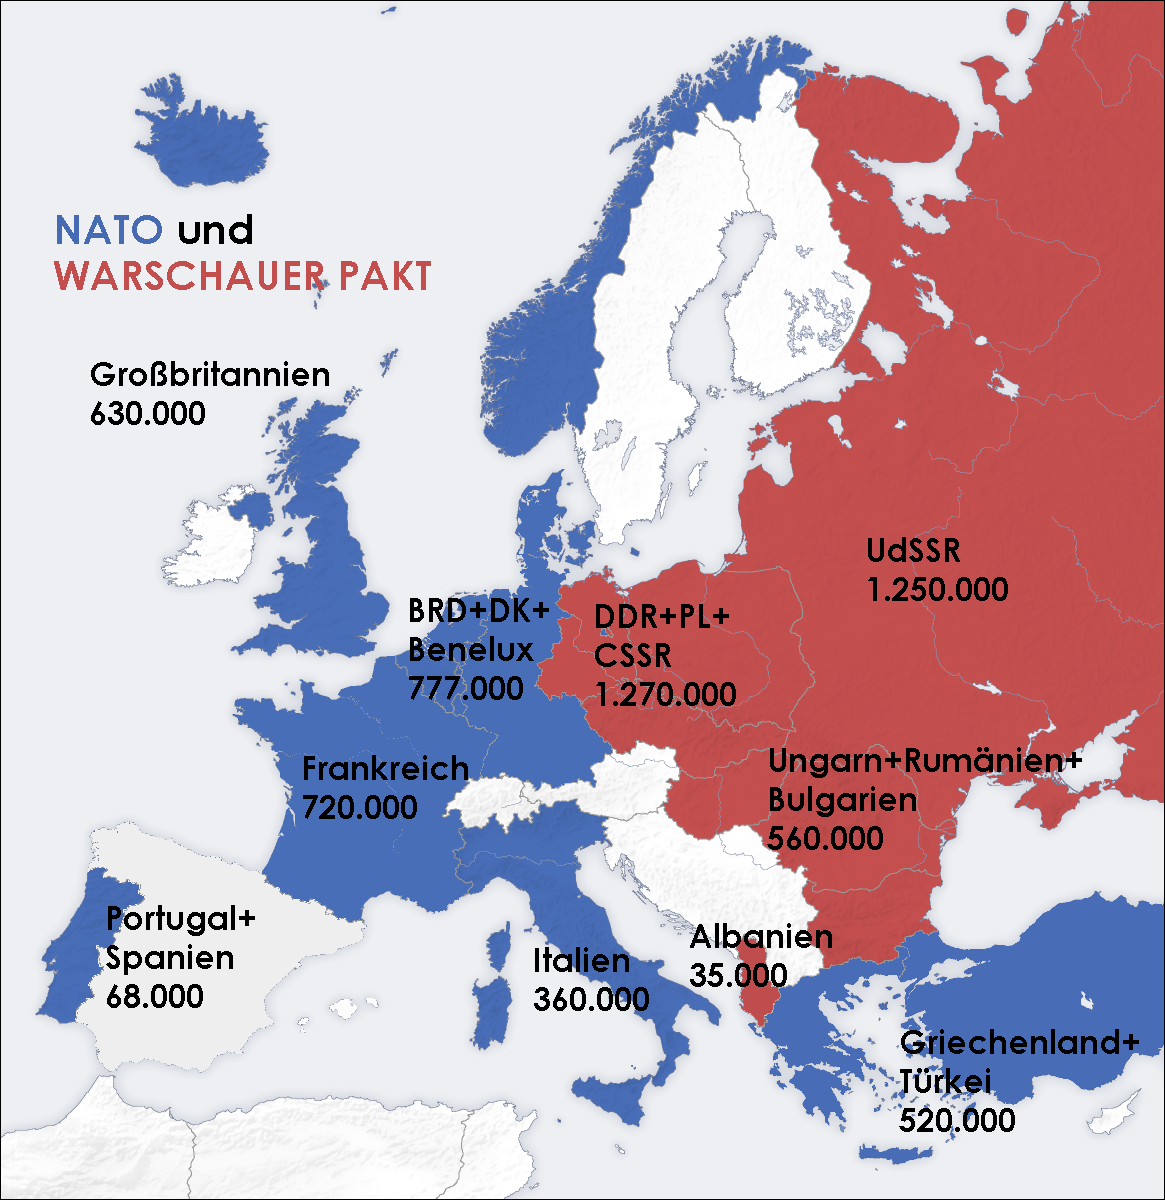 NATO und
WARSCHAUER PAKT
Großbritannien
630.000
UdSSR
1.250.000
BRD+DK+
Benelux
777.000
DDR+PL+
CSSR
1.270.000
Frankreich
720.000
Ungarn+Rumänien+
Bulgarien
560.000
Portugal+
Spanien
68.000
Italien
360.000
Albanien
35.000
Griechenland+
Türkei
520.000